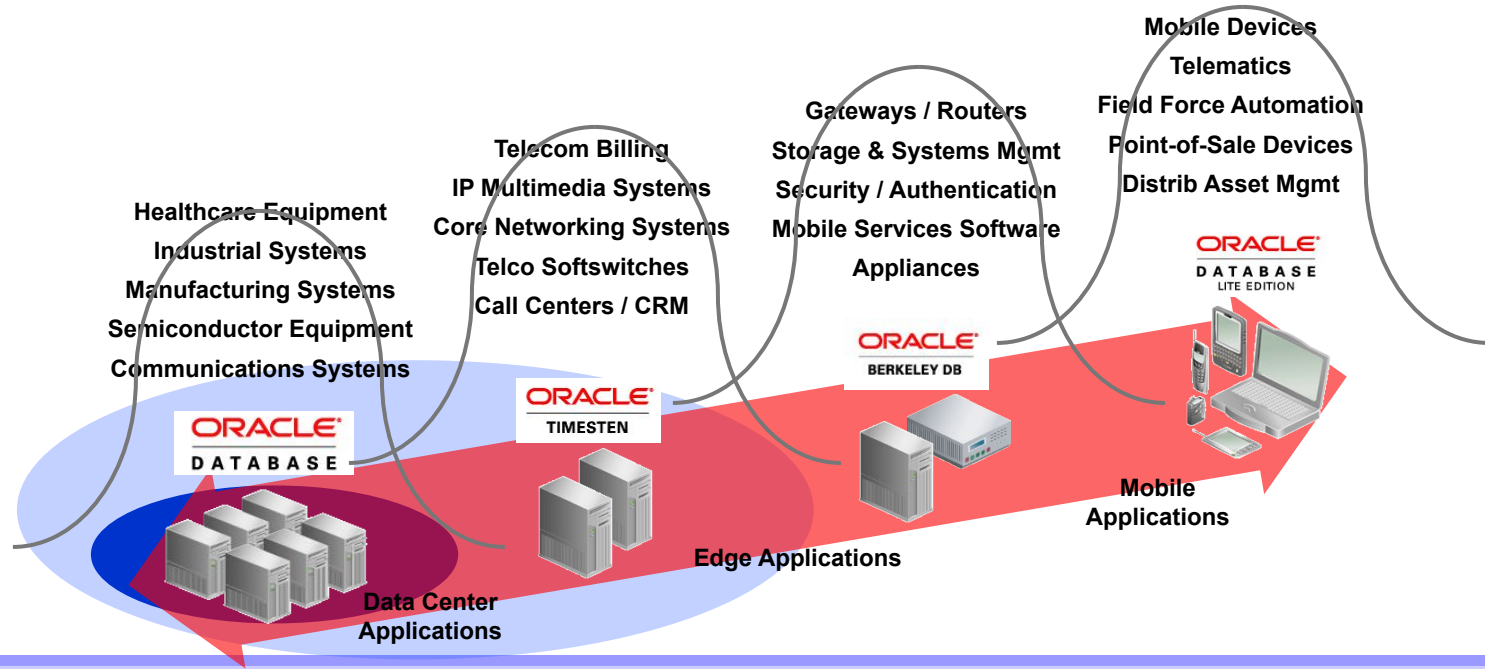 Healthcare Equipment
Industrial Systems
Manufacturing Systems
Semiconductor Equipment
Communications Systems
ORACLE®
DATABASE
Telecom Billing
IP Multimedia Systems
Core Networking Systems
Telco Softswitches
Call Centers / CRM
ORACLE®
TIMESTEN
Gateways / Routers
Storage & Systems Mgmt
Security / Authentication
Mobile Services Software
Appliances
ORACLE®
BERKELEY DB
Mobile Devices
Telematics
Field Force Automation
Point-of-Sale Devices
Distrib Asset Mgmt
ORACLE®
DATABASE
LITE EDITION
Data Center
Applications
Edge Applications
Mobile
Applications